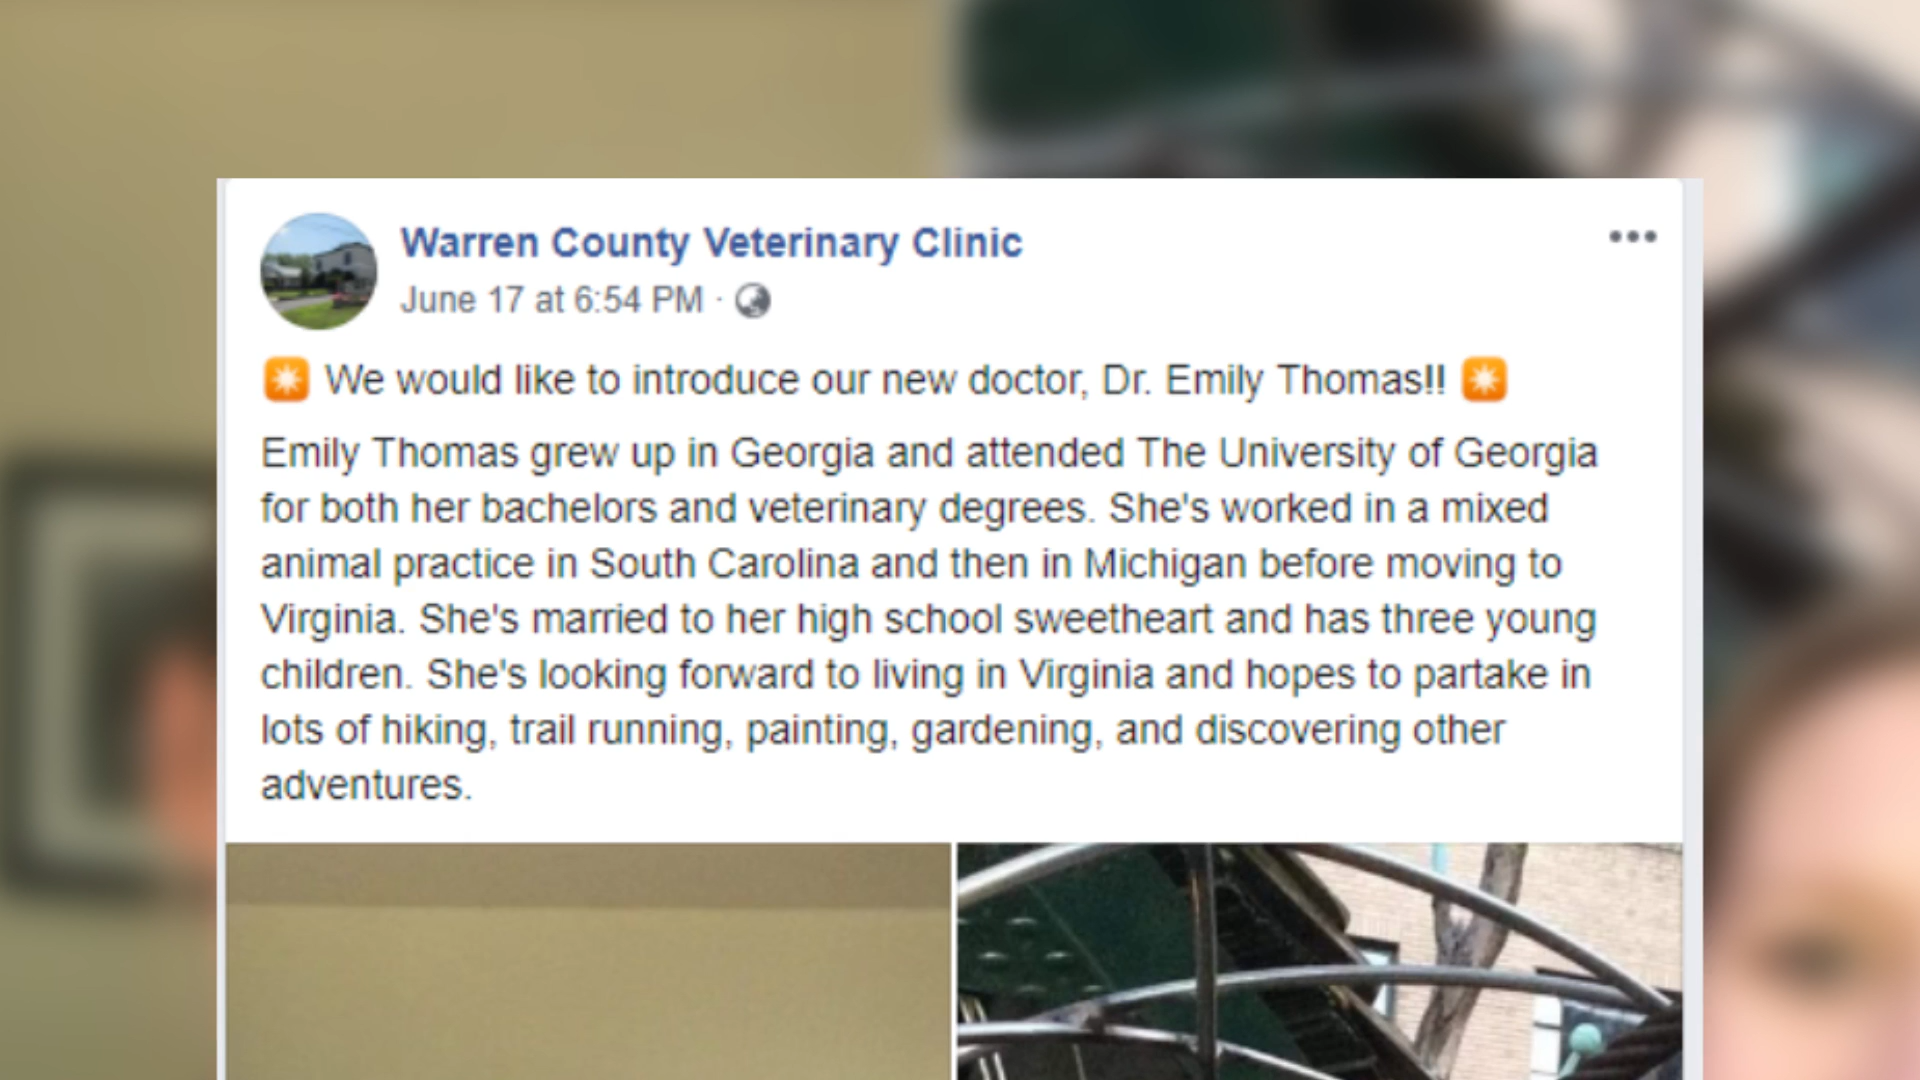 Warren County Veterinary Clinic
June 17 at 6:54 PM ·
We would like to introduce our new doctor, Dr. Emily Thomas!!
Emily Thomas grew up in Georgia and attended The University of Georgia
for both her bachelors and veterinary degrees. She's worked in a mixed
animal practice in South Carolina and then in Michigan before moving to
Virginia. She's married to her high school sweetheart and has three young
children. She's looking forward to living in Virginia and hopes to partake in
lots of hiking, trail running, painting, gardening, and discovering other
adventures.